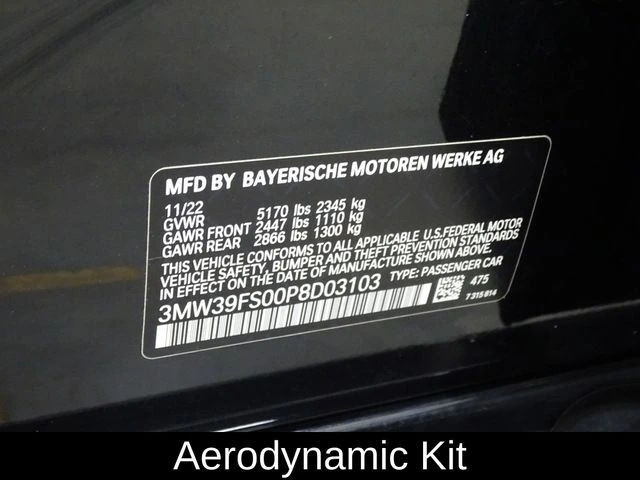 MFD BY BAYERISCHE MOTOREN WERKE AG
11/22
GVWR 5170 lbs 2345 kg
GAWR FRONT 2447 lbs 1110 kg
GAWR REAR 2866 lbs 1300 kg
THIS VEHICLE CONFORMS TO ALL APPLICABLE U.S.FEDERAL MOTOR
VEHICLE SAFETY, BUMPER AND THEFT PREVENTION STANDARDS
IN EFFECT ON THE DATE OF MANUFACTURE SHOWN ABOVE.
3MW39FS00P8D03103 TYPE: PASSENGER CAR
475
7 315 814
Aerodynamic Kit